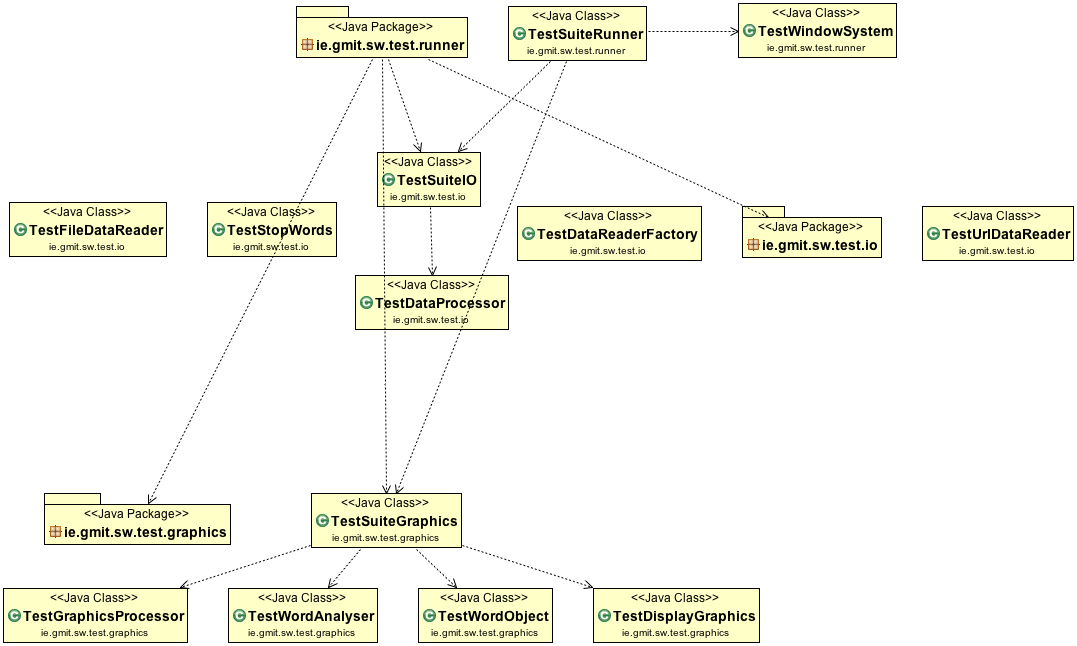 <<Java Package>>
ie.gmit.sw.test.runner
<<Java Class>>
TestSuiteRunner
ie.gmit.sw.test.runner
<<Java Class>>
TestWindowSystem
ie.gmit.sw.test.runner
<<Java Class>>
TestSuiteIO
ie.gmit.sw.test.io
<<Java Class>>
TestFileDataReader
ie.gmit.sw.test.io
<<Java Class>>
TestStopWords
ie.gmit.sw.test.io
<<Java Class>>
TestDataReaderFactory
ie.gmit.sw.test.io
<<Java Package>>
ie.gmit.sw.test.io
<<Java Class>>
TestUrlDataReader
ie.gmit.sw.test.io
<<Java Class>>
TestDataProcessor
ie.gmit.sw.test.io
<<Java Package>>
ie.gmit.sw.test.graphics
<<Java Class>>
TestSuiteGraphics
ie.gmit.sw.test.graphics
<<Java Class>>
TestGraphicsProcessor
ie.gmit.sw.test.graphics
<<Java Class>>
TestWordAnalyser
ie.gmit.sw.test.graphics
<<Java Class>>
TestWordObject
ie.gmit.sw.test.graphics
<<Java Class>>
TestDisplayGraphics
ie.gmit.sw.test.graphics